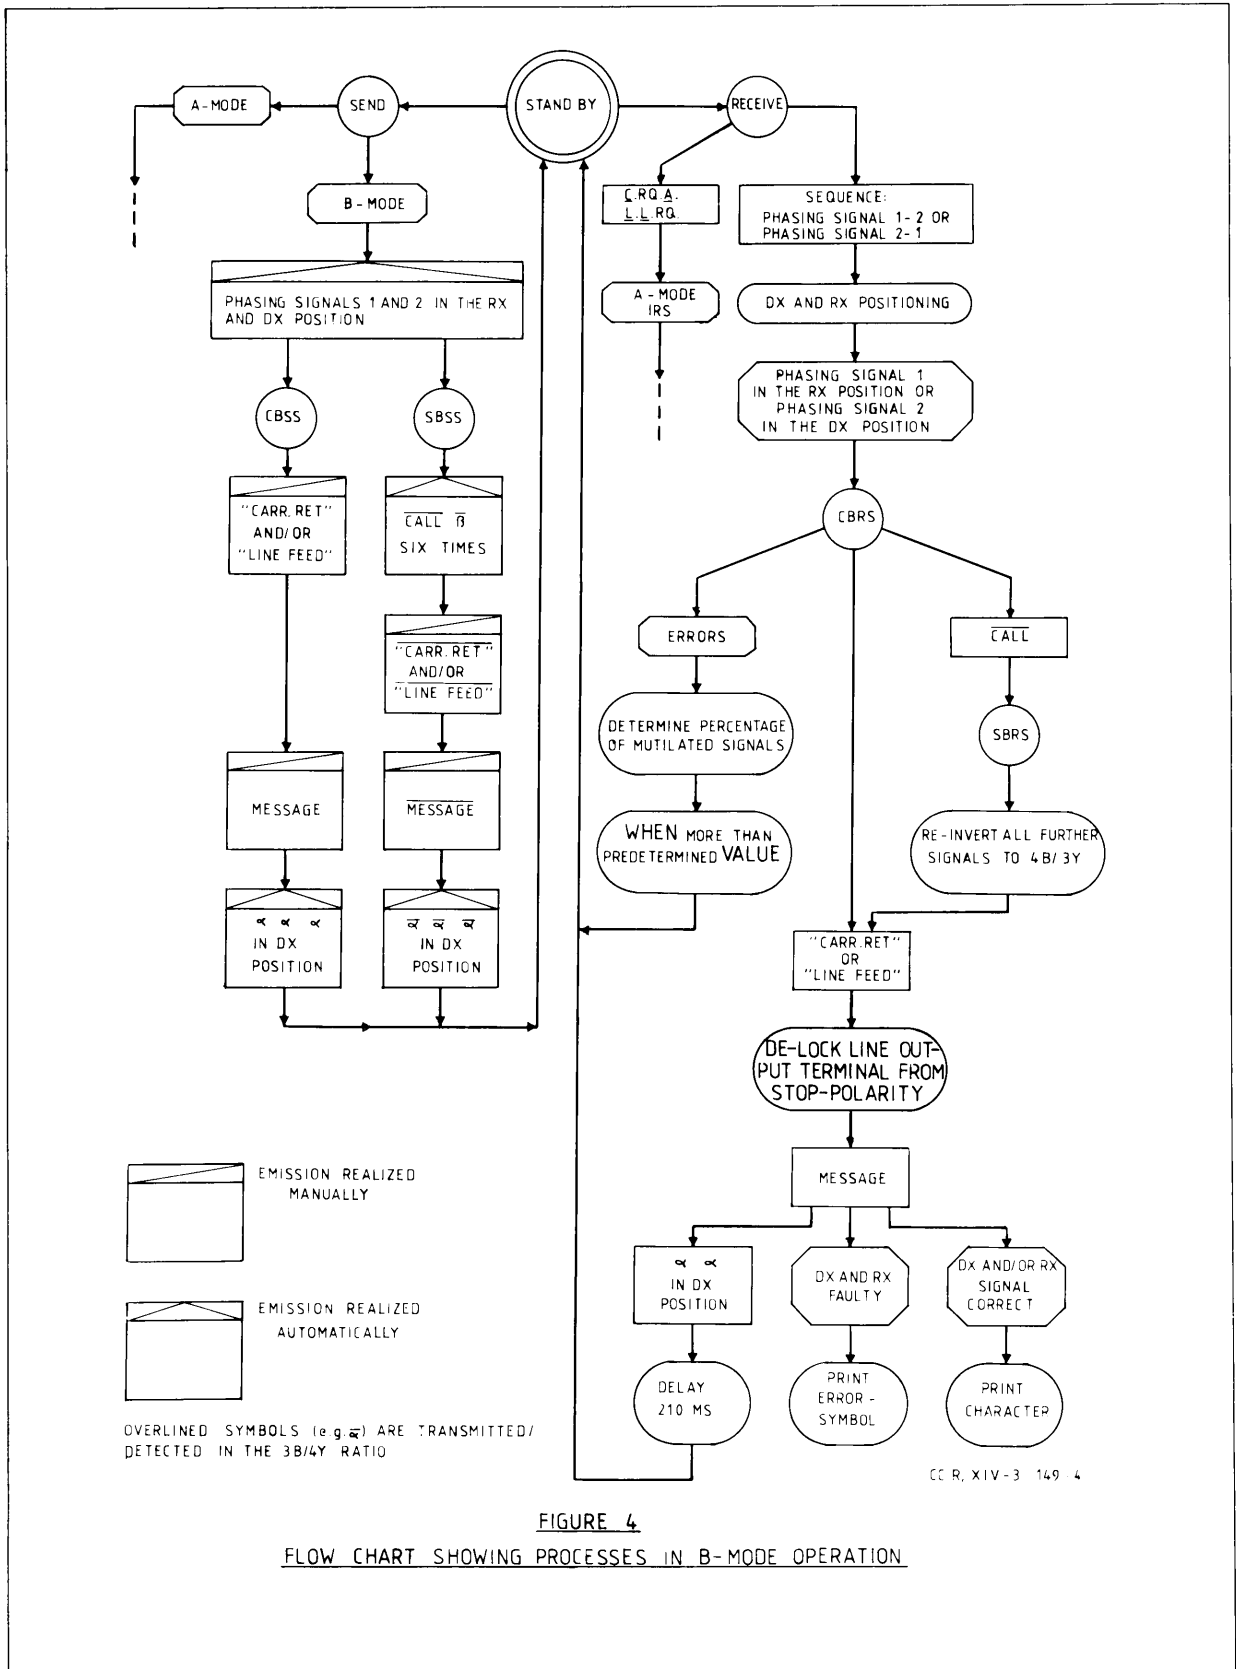 A-MODE
SEND
STAND BY
RECEIVE
B-MODE
C.RQ.A.
L.L.RQ.
SEQUENCE:
PHASING SIGNAL 1-2 OR
PHASING SIGNAL 2-1
PHASING SIGNALS 1 AND 2 IN THE RX
AND DX POSITION
A-MODE
IRS
DX AND RX POSITIONING
PHASING SIGNAL 1
IN THE RX POSITION OR
PHASING SIGNAL 2
IN THE DX POSITION
CBSS
SBSS
"CARR. RET"
AND/OR
"LINE FEED"
C̅A̅L̅L̅ B̅
SIX TIMES
CBRS
ERRORS
C̅A̅L̅L̅
"C̅A̅R̅R̅.̅ R̅E̅T̅"
AND/OR
"L̅I̅N̅E̅ F̅E̅E̅D̅"
DETERMINE PERCENTAGE
OF MUTILATED SIGNALS
SBRS
MESSAGE
M̅E̅S̅S̅A̅G̅E̅
WHEN MORE THAN
PREDETERMINED VALUE
RE-INVERT ALL FURTHER
SIGNALS TO 4B/3Y
α α α
IN DX
POSITION
α̅ α̅ α̅
IN DX
POSITION
"CARR.RET"
OR
"LINE FEED"
DE-LOCK LINE OUT-
PUT TERMINAL FROM
STOP-POLARITY
MESSAGE
EMISSION REALIZED
MANUALLY
α α
IN DX
POSITION
DX AND RX
FAULTY
DX AND/OR RX
SIGNAL
CORRECT
EMISSION REALIZED
AUTOMATICALLY
DELAY
210 MS
PRINT
ERROR-
SYMBOL
PRINT
CHARACTER
OVERLINED SYMBOLS (e.g. α̅) ARE TRANSMITTED/
DETECTED IN THE 3B/4Y RATIO
XIV-3 149 4
FIGURE 4
FLOW CHART SHOWING PROCESSES IN B-MODE OPERATION